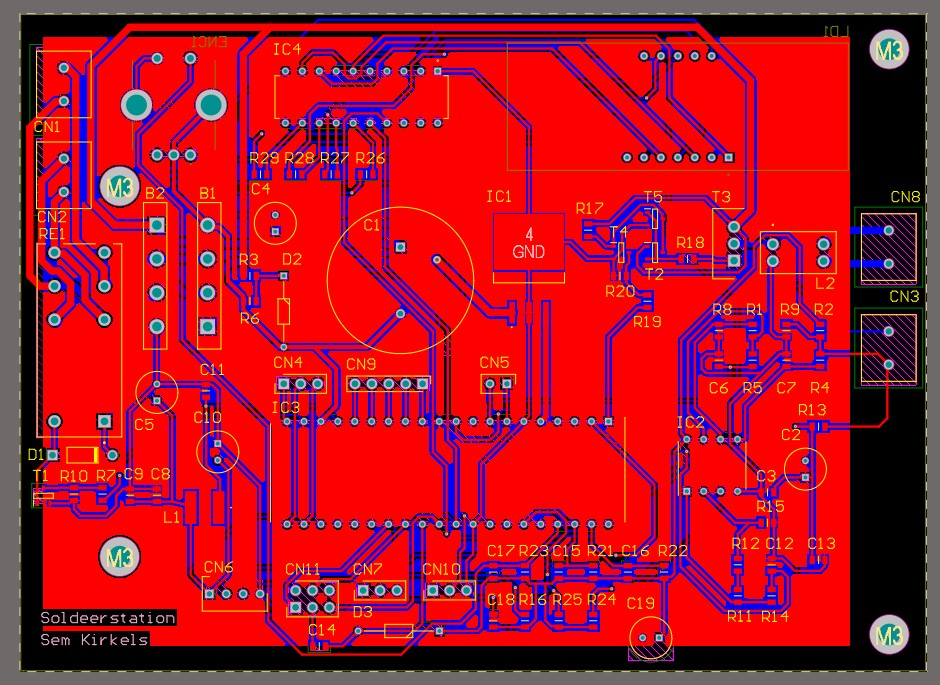 ENC1
LD1
IC4
M3
CN1
R29 R28 R27 R26
M3
B2 B1 C4
IC1
T5 T3
CN8
CN2
R17
RE1
C1
4
GND
T4
R18
R3 D2
T2
L2
R20
CN3
R6
R19
R8 R1 R9 R2
C11
CN4 CN9 CN5
C6 R5 C7 R4
C10 IC3
R13
C5
IC2
C2
D1
T1 R10 R7 C9 C8
C3
L1
R15
M3
C17 R23 C15 R21 C16 R22
R12 C12 C13
CN6 CN11 CN7 CN10
C18 R16 R25 R24
C19
D3
R11 R14
Soldeerstation
C14
M3
Sem Kirkels